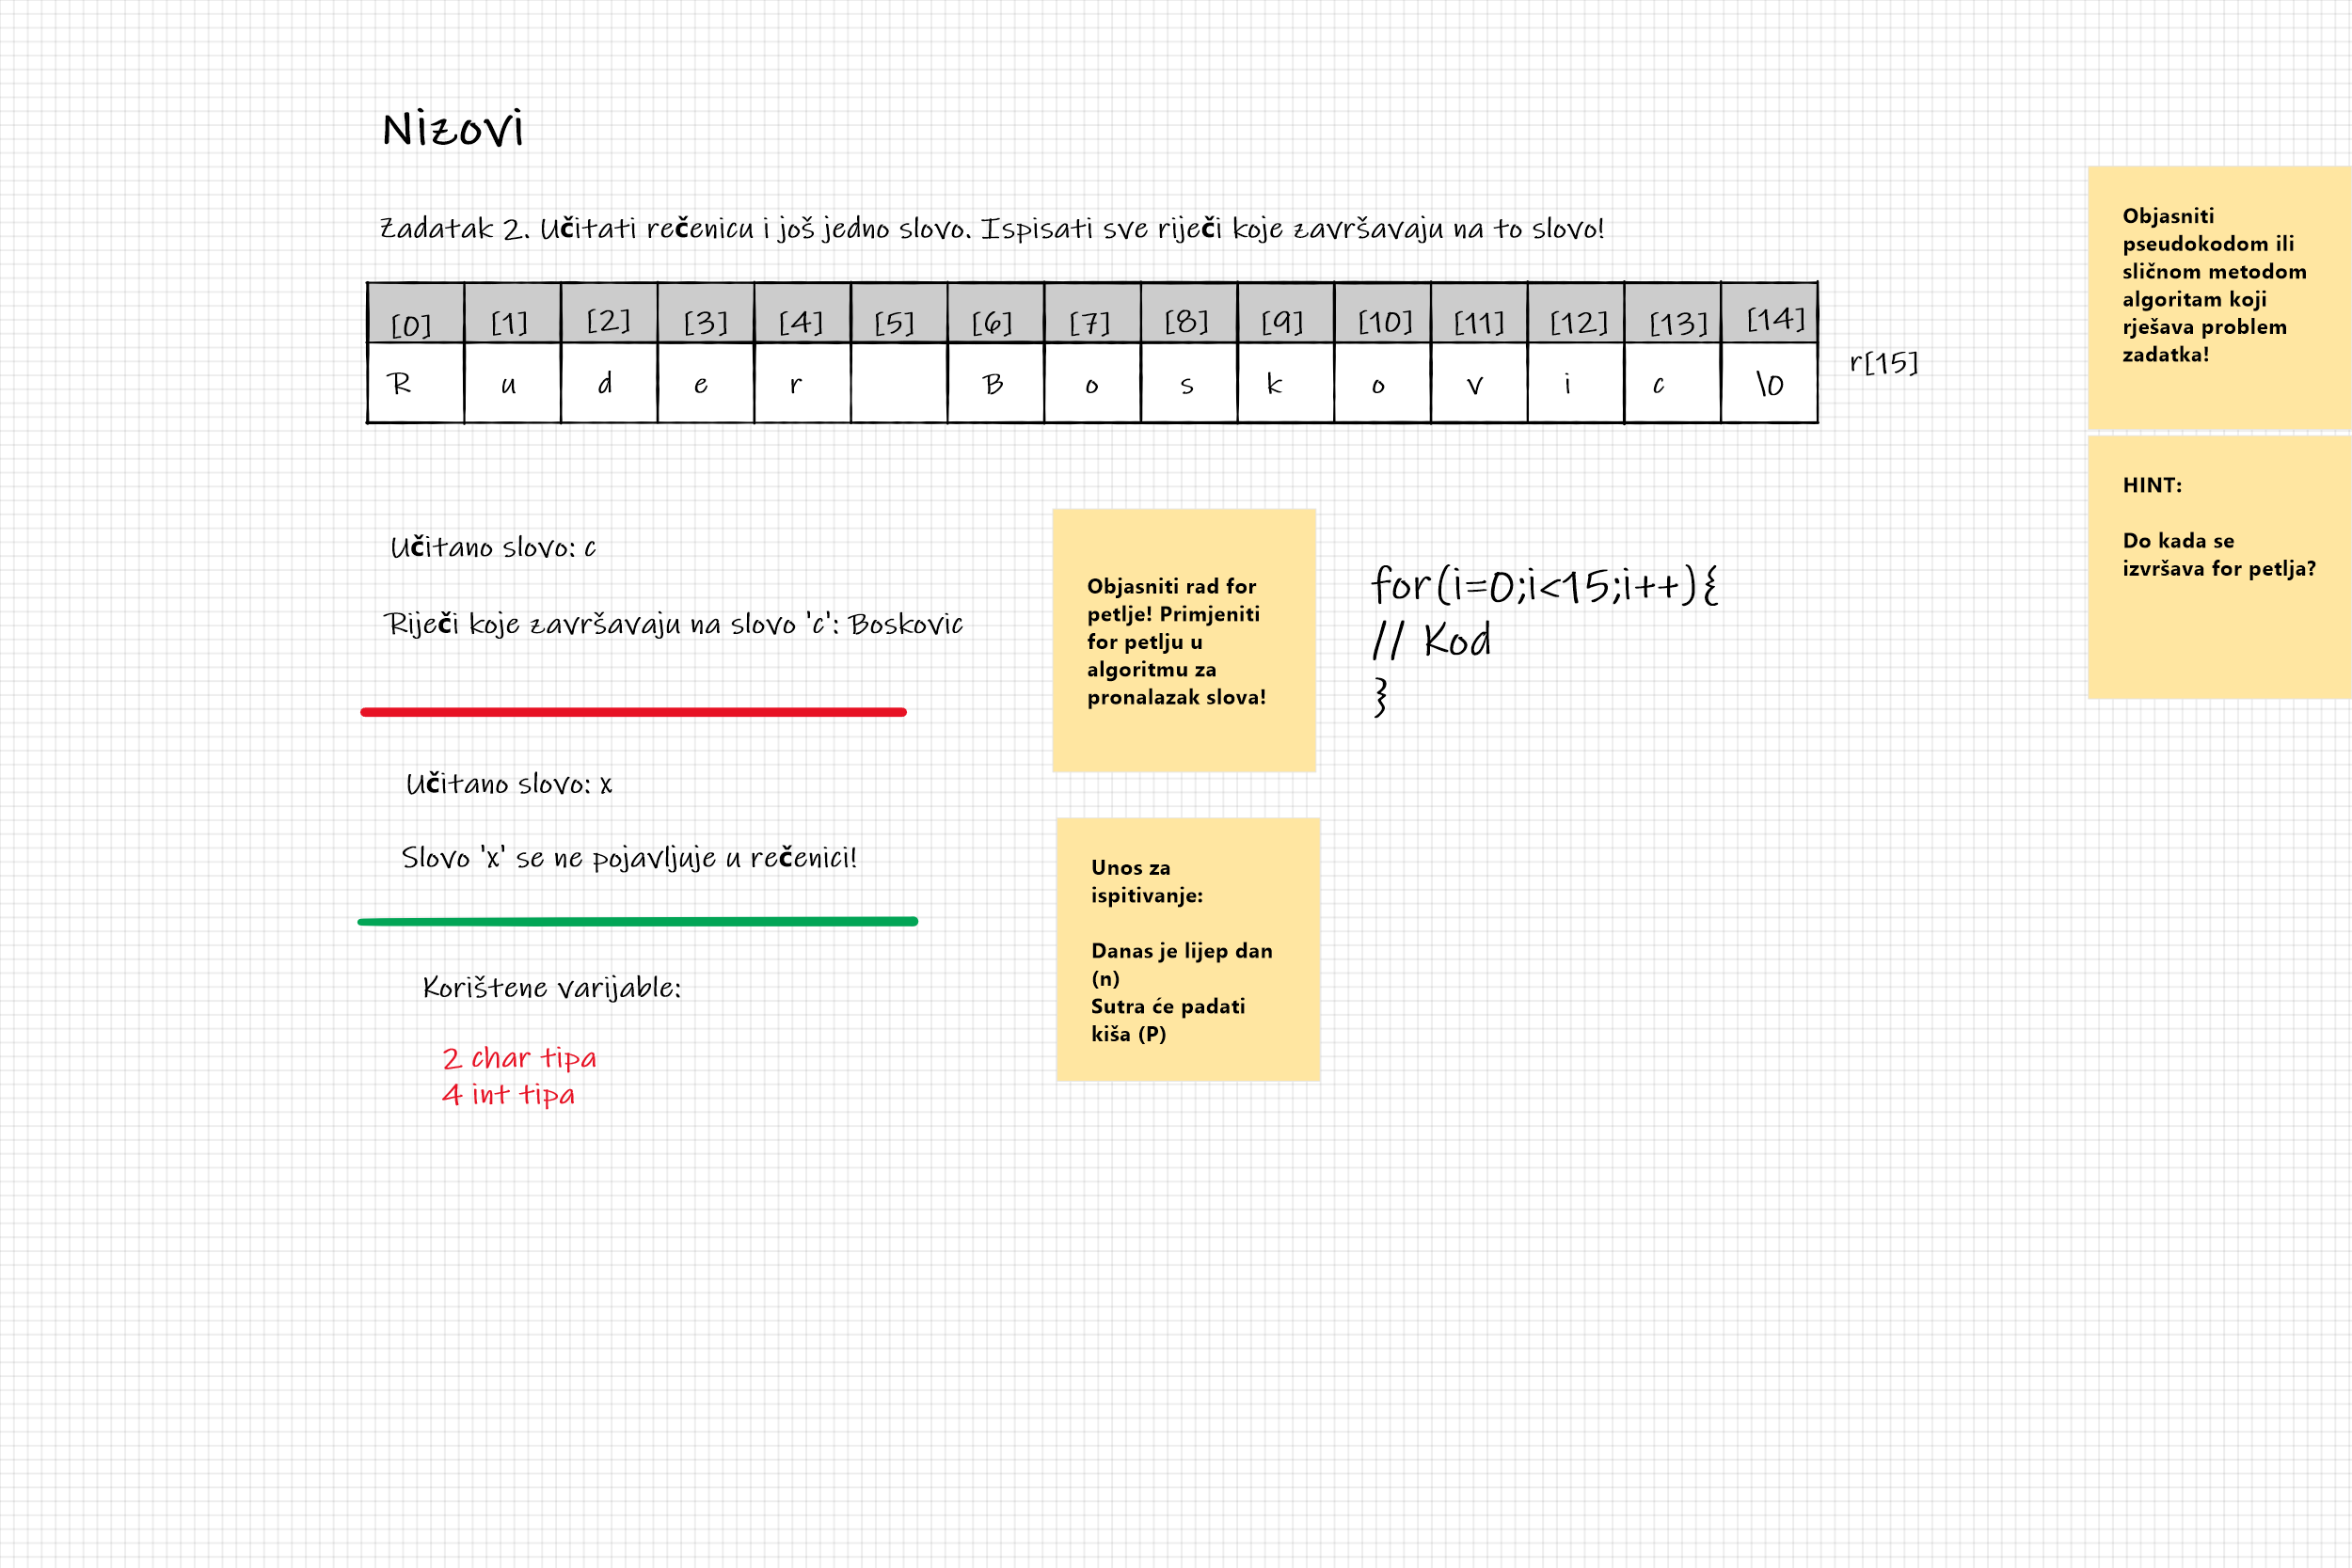 Nizovi
Zadatak 2. Učitati rečenicu i još jedno slovo. Ispisati sve riječi koje završavaju na to slovo!
[0] [1] [2] [3] [4] [5] [6] [7] [8] [9] [10] [11] [12] [13] [14]
R u d e r B o s k o v i c \0
r[15]
Objasniti
pseudokodom ili
sličnom metodom
algoritam koji
rješava problem
zadatka!
HINT:
Do kada se
izvršava for petlja?
Učitano slovo: c
Riječi koje završavaju na slovo 'c': Boskovic
Objasniti rad for
petlje! Primjeniti
for petlju u
algoritmu za
pronalazak slova!
for(i=0;i<15;i++){
// Kod
}
Učitano slovo: x
Slovo 'x' se ne pojavljuje u rečenici!
Unos za
ispitivanje:
Danas je lijep dan
(n)
Sutra će padati
kiša (P)
Korištene varijable:
2 char tipa
4 int tipa